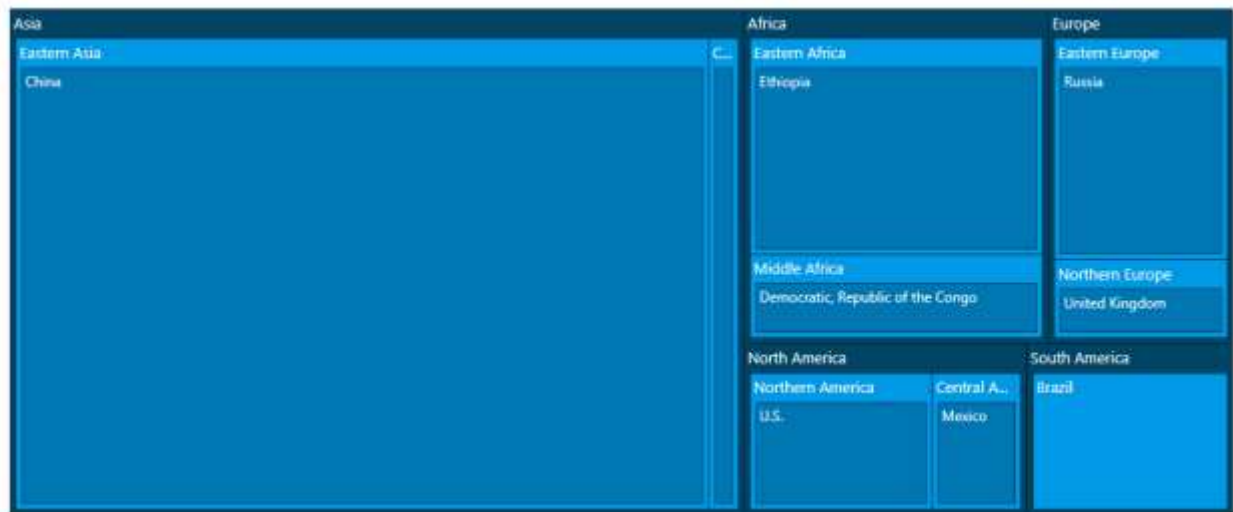 Asia
Eastern Asia
C...
China
Africa
Eastern Africa
Ethiopia
Middle Africa
Democratic, Republic of the Congo
Europe
Eastern Europe
Russia
Northern Europe
United Kingdom
North America
Northern America
U.S.
Central A...
Mexico
South America
Brazil